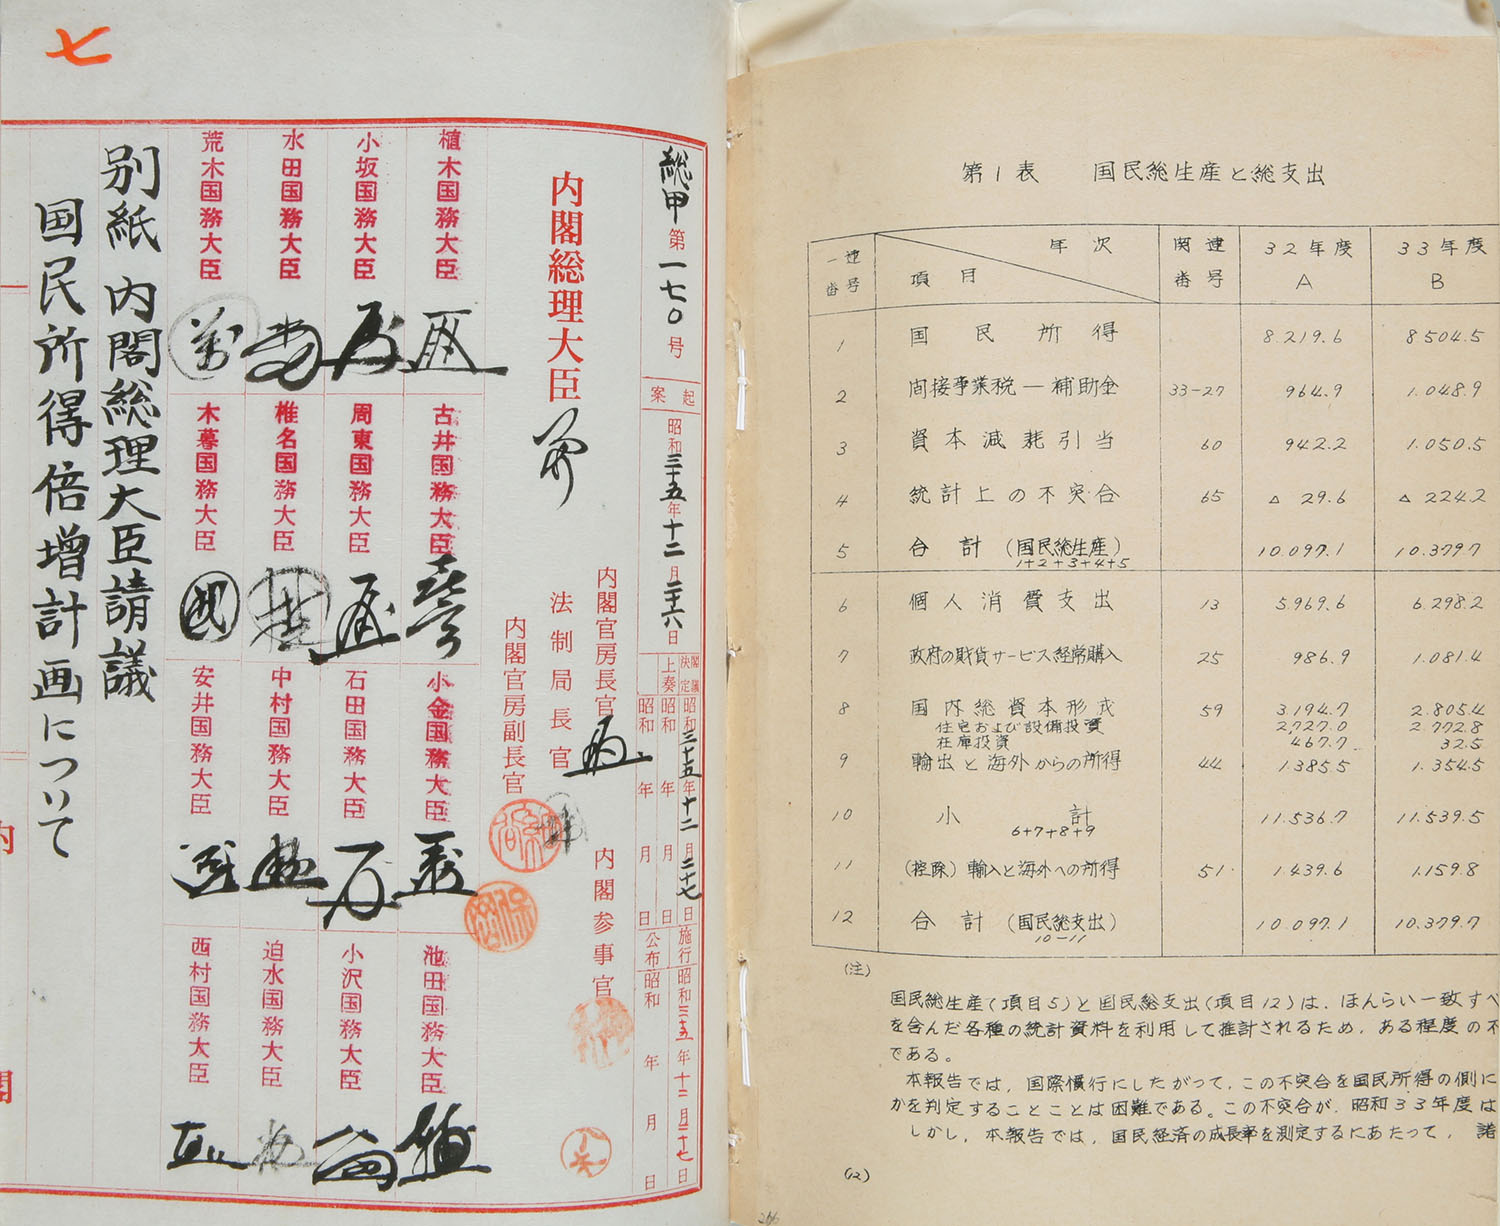 七
総甲第一七〇号
起案
昭和三十五年十二月二十六日
閣議決定
昭和三十五年十二月二十七日
上奏
昭和 年 月 日
昭和 年 月 日
施行
昭和三五年十二月二十七日
公布
昭和 年 月 日
内閣総理大臣
内閣官房長官
法制局長官
内閣官房副長官
内閣参事官
植木国務大臣
小坂国務大臣
水田国務大臣
荒木国務大臣
古井国務大臣
周東国務大臣
椎名国務大臣
木暮国務大臣
小金国務大臣
石田国務大臣
中村国務大臣
安井国務大臣
池田国務大臣
小沢国務大臣
迫水国務大臣
西村国務大臣
別紙 内閣総理大臣請議
国民所得倍増計画について
内
閣
第1表 国民総生産と総支出
一連番号 年次 項目 関連番号 32年度 A 33年度 B
1 国民所得 8.219.6 8504.5
2 間接事業税―補助金 33-27 964.9 1.048.9
3 資本減耗引当 60 942.2 1.050.5
4 統計上の不突合 65 △ 29.6 △ 224.2
5 合計(国民総生産) 10.097.1 10.379.7
1+2+3+4+5
6 個人消費支出 13 5.969.6 6.298.2
7 政府の財貨サービス経常購入 25 986.9 1.081.4
8 国内総資本形成 59 3.194.7 2.805.4
住宅および設備投資 2,727.0 2.772.8
在庫投資 467.7 32.5
9 輸出と海外からの所得 44 1.385.5 1.354.5
10 小計 11.536.7 11.539.5
6+7+8+9
11 (控除)輸入と海外への所得 51 1.439.6 1.159.8
12 合計(国民総支出) 10.097.1 10.379.7
10-11
(注)
国民総生産(項目5)と国民総支出(項目12)は、ほんらい一致すべ
を含んだ各種の統計資料を利用して推計されるため、ある程度の不
である。
本報告では、国際慣行にしたがって、この不突合を国民所得の側に
かを判定することことは困難である。この不突合が、昭和33年度は
しかし、本報告では、国民経済の成長率を測定するにあたって、諸
(12)
266